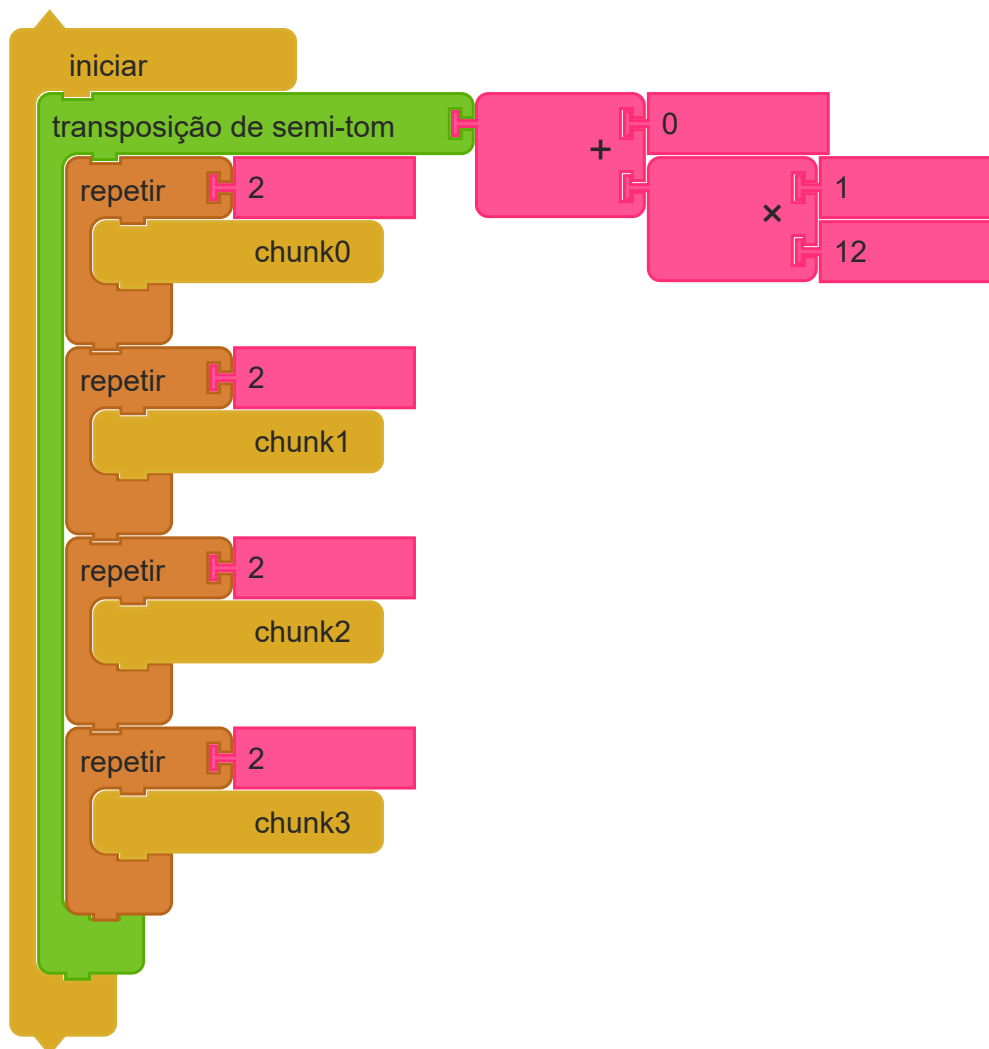 iniciar
transposição de semi-tom + 0
× 1
12
repetir 2
chunk0
repetir 2
chunk1
repetir 2
chunk2
repetir 2
chunk3